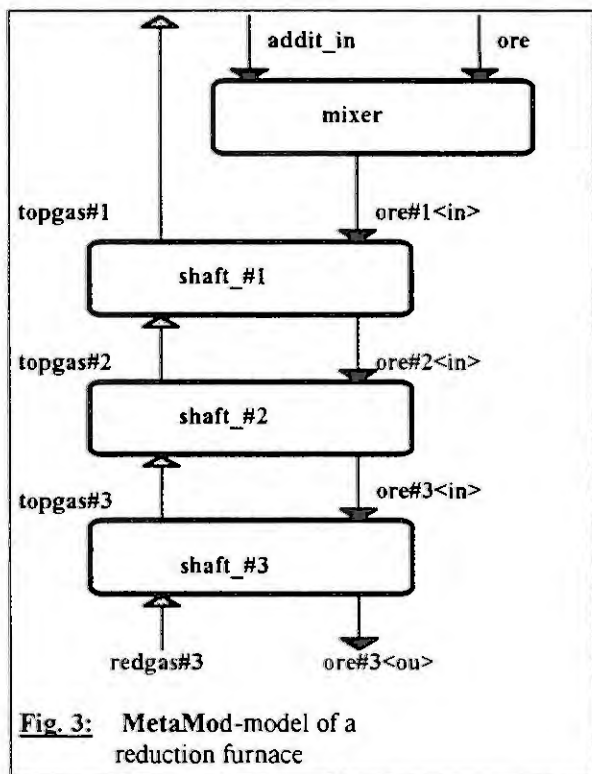 addit_in ore
mixer
topgas#1 ore#1<in>
shaft_#1
topgas#2 ore#2<in>
shaft_#2
topgas#3 ore#3<in>
shaft_#3
redgas#3 ore#3<ou>
Fig. 3: MetaMod-model of a
reduction furnace